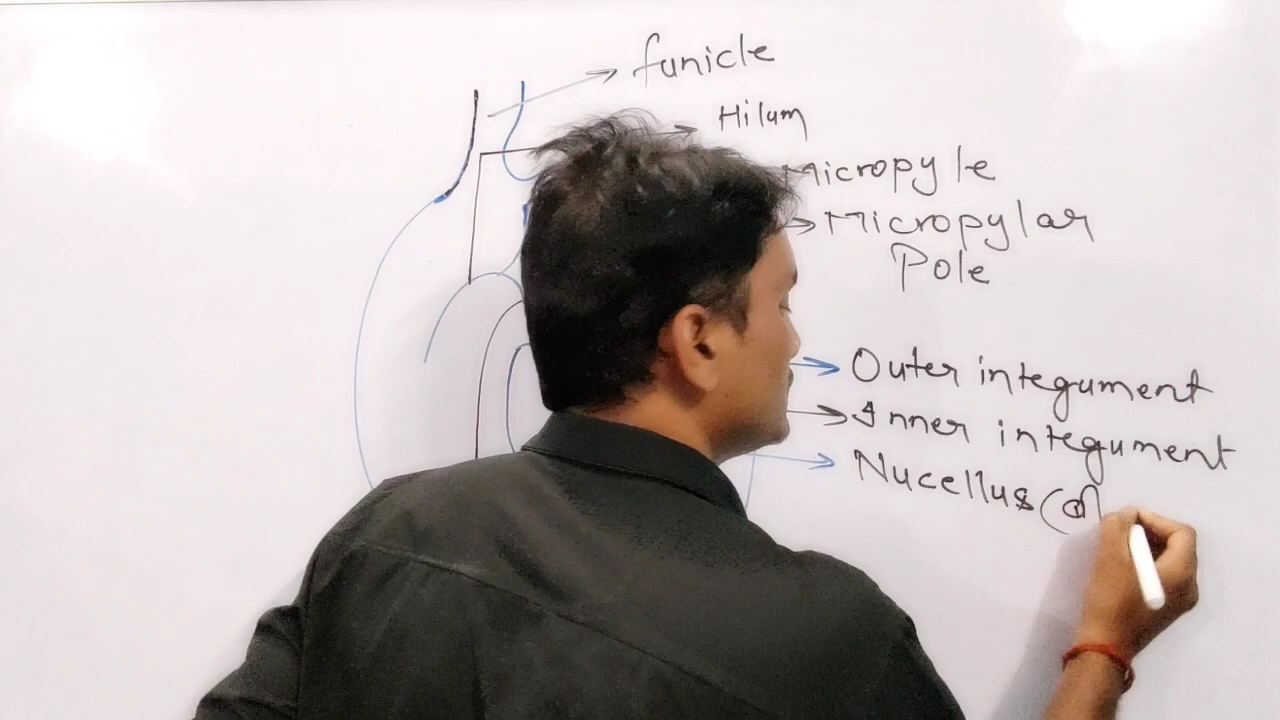 funicle
Hilum
Micropyle
Micropylar
Pole
Outer integument
Inner integument
Nucellus (